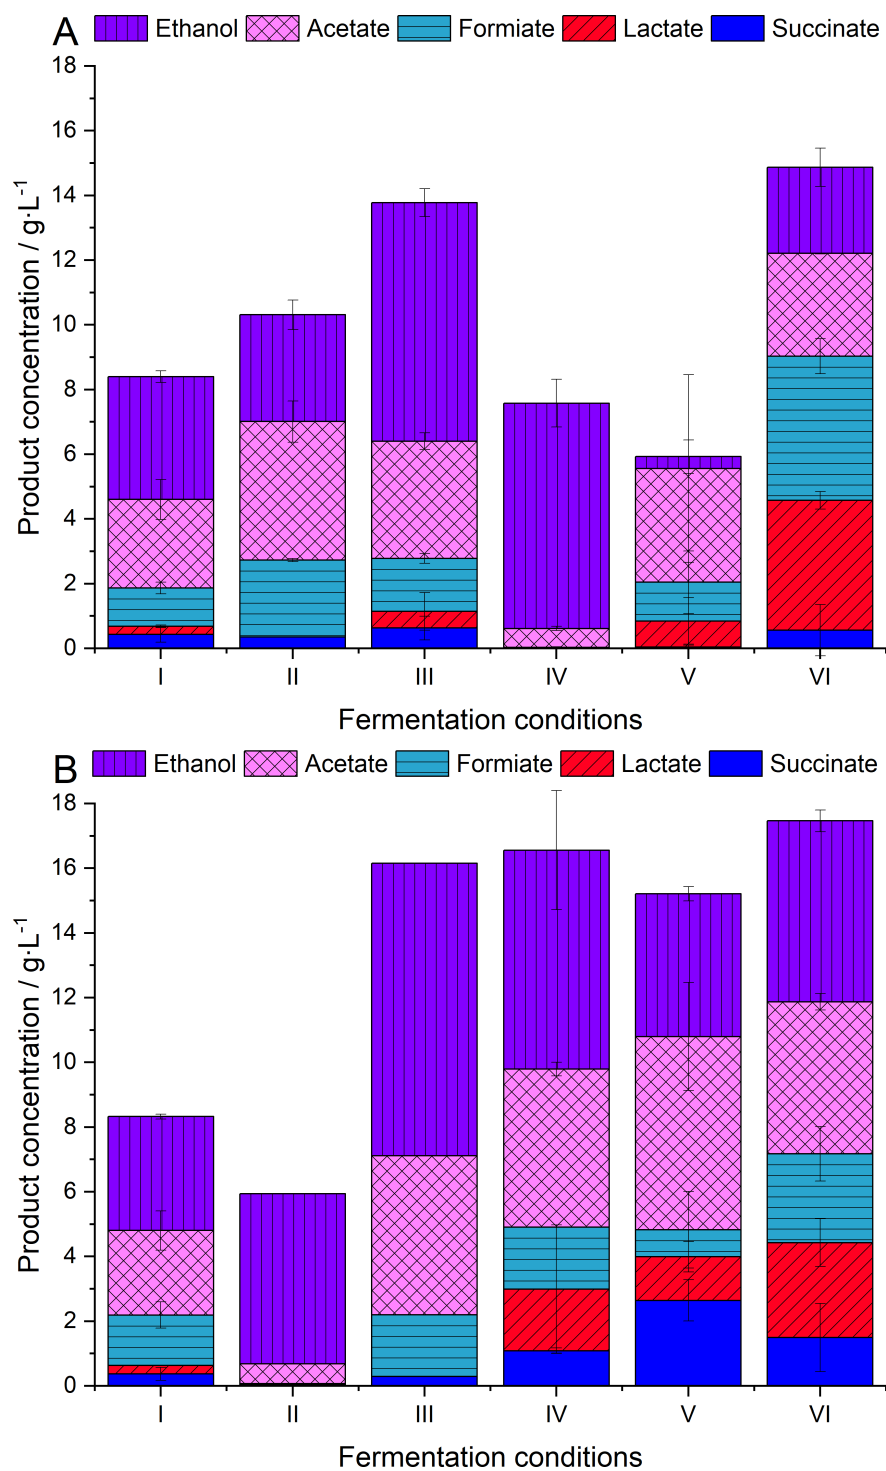 A Ethanol Acetate Formiate Lactate Succinate
Product concentration / g·L⁻¹
18
16
14
12
10
8
6
4
2
0
I II III IV V VI
Fermentation conditions
B Ethanol Acetate Formiate Lactate Succinate
Product concentration / g·L⁻¹
18
16
14
12
10
8
6
4
2
0
I II III IV V VI
Fermentation conditions